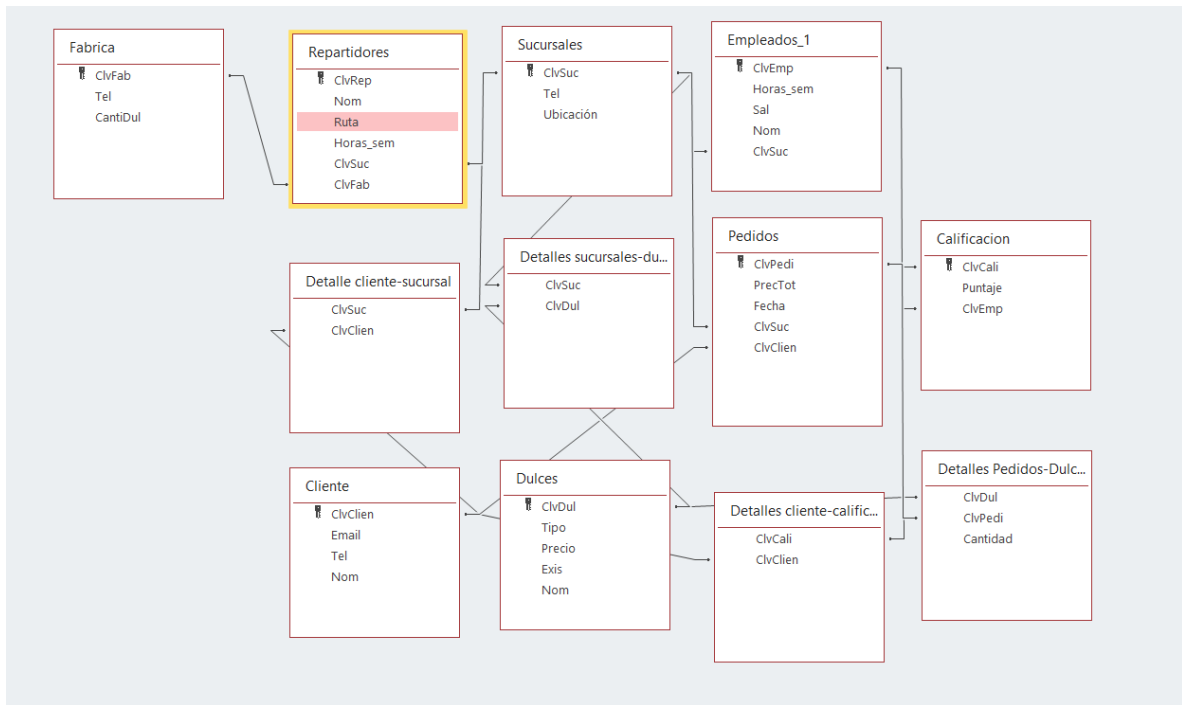 Fabrica
ClvFab
Tel
CantiDul
Repartidores
ClvRep
Nom
Ruta
Horas_sem
ClvSuc
ClvFab
Sucursales
ClvSuc
Tel
Ubicación
Empleados_1
ClvEmp
Horas_sem
Sal
Nom
ClvSuc
Detalle cliente-sucursal
ClvSuc
ClvClien
Detalles sucursales-du...
ClvSuc
ClvDul
Pedidos
ClvPedi
PrecTot
Fecha
ClvSuc
ClvClien
Calificacion
ClvCali
Puntaje
ClvEmp
Cliente
ClvClien
Email
Tel
Nom
Dulces
ClvDul
Tipo
Precio
Exis
Nom
Detalles cliente-calific...
ClvCali
ClvClien
Detalles Pedidos-Dulc...
ClvDul
ClvPedi
Cantidad